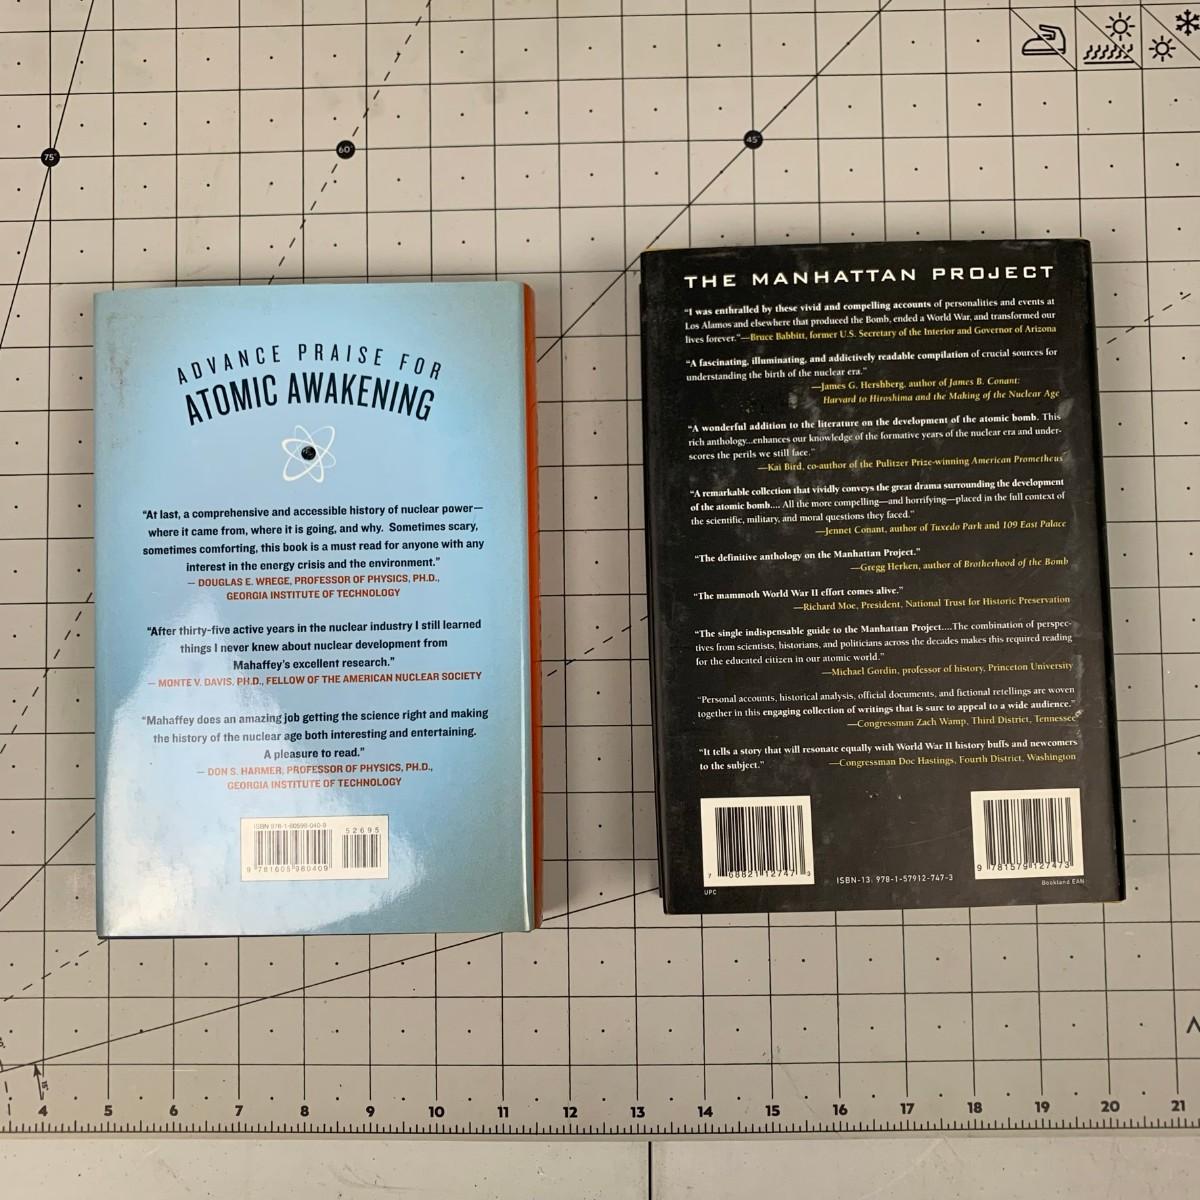 75°
60°
45°
ADVANCE PRAISE FOR
ATOMIC AWAKENING
“At last, a comprehensive and accessible history of nuclear power—
where it came from, where it is going, and why. Sometimes scary,
sometimes comforting, this book is a must read for anyone with any
interest in the energy crisis and the environment.”
— DOUGLAS E. WREGE, PROFESSOR OF PHYSICS, PH.D.,
GEORGIA INSTITUTE OF TECHNOLOGY
“After thirty-five active years in the nuclear industry I still learned
things I never knew about nuclear development from
Mahaffey’s excellent research.”
— MONTE V. DAVIS, PH.D., FELLOW OF THE AMERICAN NUCLEAR SOCIETY
“Mahaffey does an amazing job getting the science right and making
the history of the nuclear age both interesting and entertaining.
A pleasure to read.”
— DON S. HARMER, PROFESSOR OF PHYSICS, PH.D.,
GEORGIA INSTITUTE OF TECHNOLOGY
ISBN 978-1-60598-040-9
52695
9 781605 980409
THE MANHATTAN PROJECT
“I was enthralled by these vivid and compelling accounts of personalities and events at
Los Alamos and elsewhere that produced the Bomb, ended a World War, and transformed our
lives forever.”—Bruce Babbitt, former U.S. Secretary of the Interior and Governor of Arizona
“A fascinating, illuminating, and addictively readable compilation of crucial sources for
understanding the birth of the nuclear era.”
—James G. Hershberg, author of James B. Conant:
Harvard to Hiroshima and the Making of the Nuclear Age
“A wonderful addition to the literature on the development of the atomic bomb. This
rich anthology...enhances our knowledge of the formative years of the nuclear era and under-
scores the perils we still face.”
—Kai Bird, co-author of the Pulitzer Prize-winning American Prometheus
“A remarkable collection that vividly conveys the great drama surrounding the development
of the atomic bomb.... All the more compelling—and horrifying—placed in the full context of
the scientific, military, and moral questions they faced.”
—Jennet Conant, author of Tuxedo Park and 109 East Palace
“The definitive anthology on the Manhattan Project.”
—Gregg Herken, author of Brotherhood of the Bomb
“The mammoth World War II effort comes alive.”
—Richard Moe, President, National Trust for Historic Preservation
“The single indispensable guide to the Manhattan Project....The combination of perspec-
tives from scientists, historians, and politicians across the decades makes this required reading
for the educated citizen in our atomic world.”
—Michael Gordin, professor of history, Princeton University
“Personal accounts, historical analysis, official documents, and fictional retellings are woven
together in this engaging collection of writings that is sure to appeal to a wide audience.”
—Congressman Zach Wamp, Third District, Tennessee
“It tells a story that will resonate equally with World War II history buffs and newcomers
to the subject.” —Congressman Doc Hastings, Fourth District, Washington
7 68821 12747 3
UPC
ISBN-13: 978-1-57912-747-3
9 781579 127473
Bookland EAN
4 5 6 7 8 9 10 11 12 13 14 15 16 17 18 19 20 21